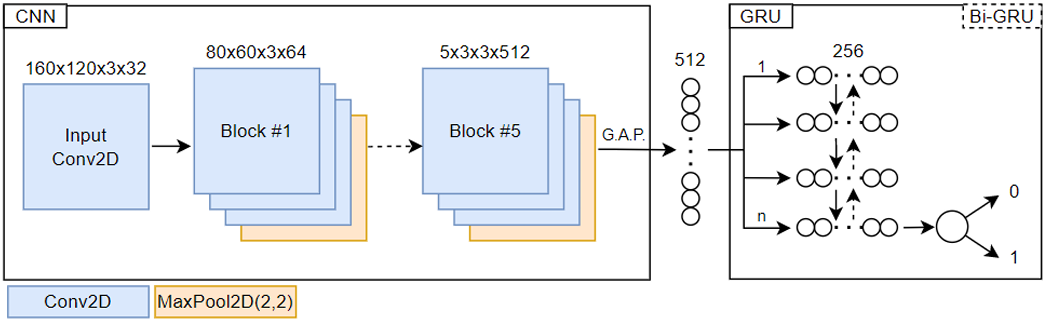 CNN
GRU
Bi-GRU
160x120x3x32
80x60x3x64
5x3x3x512
512
256
Input
Conv2D
Block #1
Block #5
G.A.P.
1
n
0
1
Conv2D
MaxPool2D(2,2)